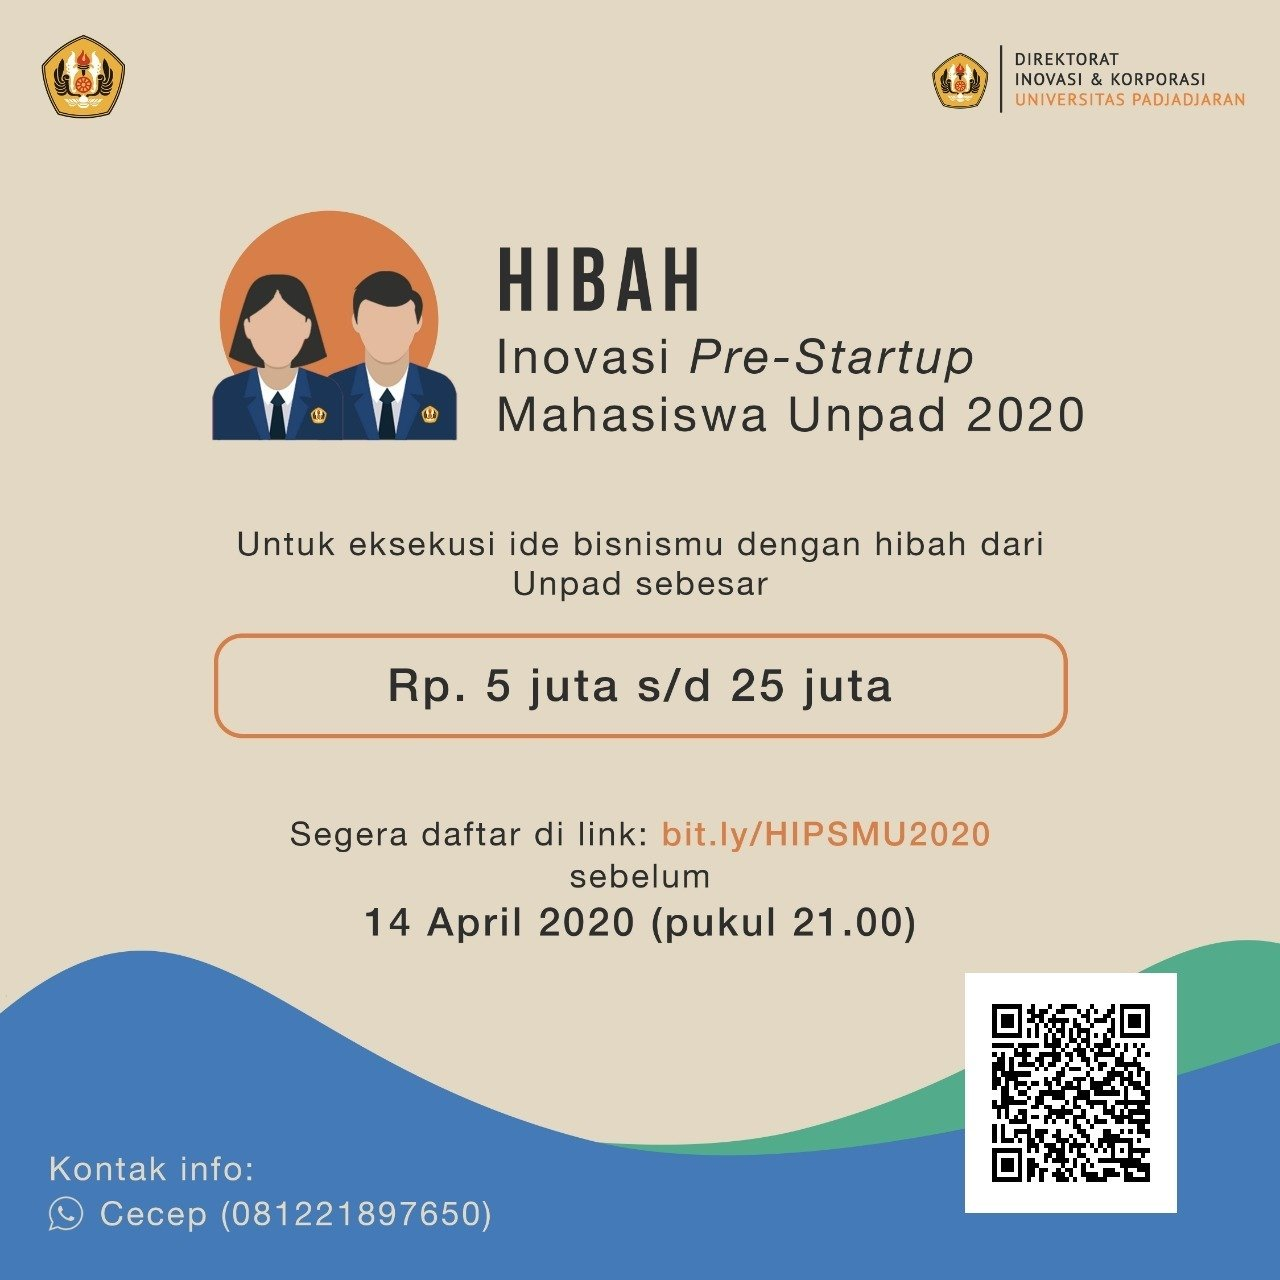 DIREKTORAT
INOVASI & KORPORASI
UNIVERSITAS PADJADJARAN
HIBAH
Inovasi Pre-Startup
Mahasiswa Unpad 2020
Untuk eksekusi ide bisnismu dengan hibah dari
Unpad sebesar
Rp. 5 juta s/d 25 juta
Segera daftar di link: bit.ly/HIPSMU2020
sebelum
14 April 2020 (pukul 21.00)
Kontak info:
Cecep (081221897650)